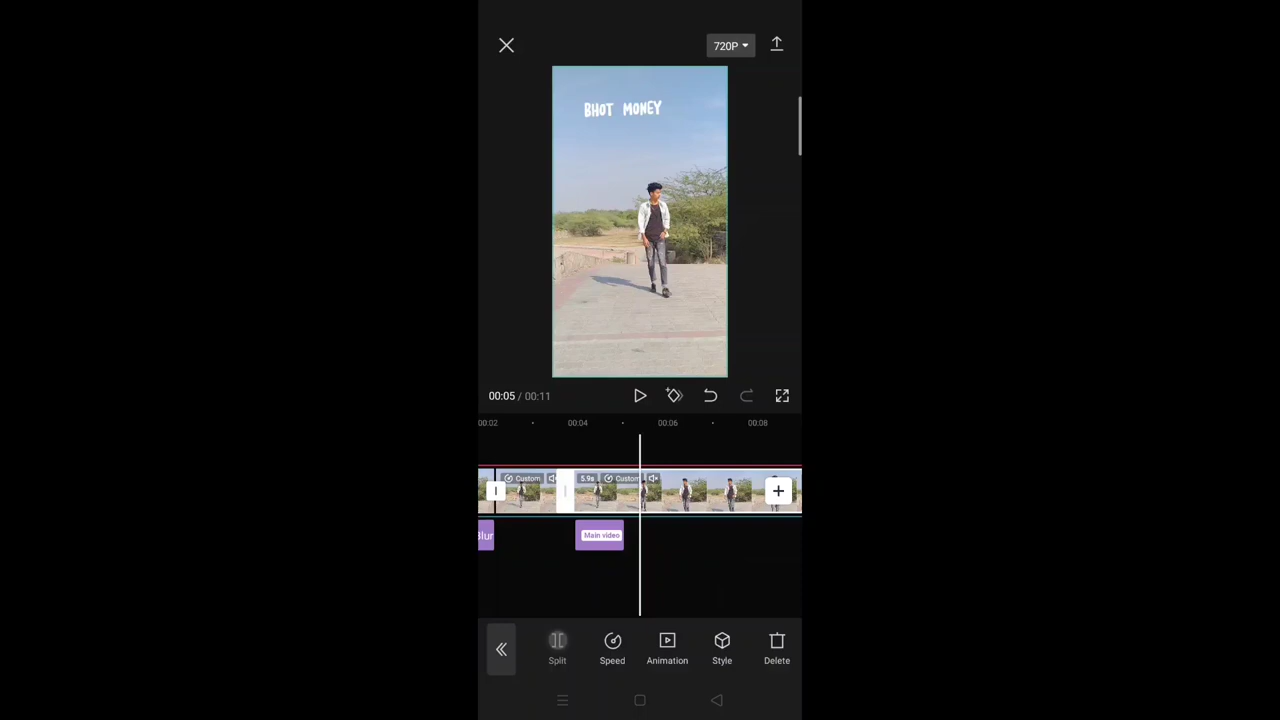 720P
BHOT MONEY
00:05 / 00:11
00:02 00:04 00:06 00:08
Custom 5.9s Custom
Blur Main video
Split Speed Animation Style Delete